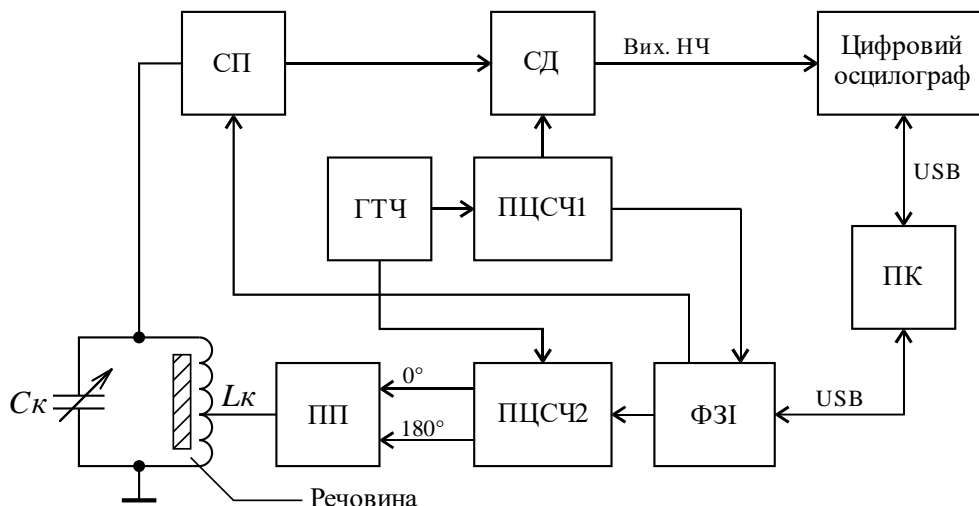 СП
СД
Вих. НЧ
Цифровий
осцилограф
USB
ГТЧ
ПЦСЧ1
ПК
Cк
Lк
ПП
0°
180°
ПЦСЧ2
ФЗІ
USB
Речовина